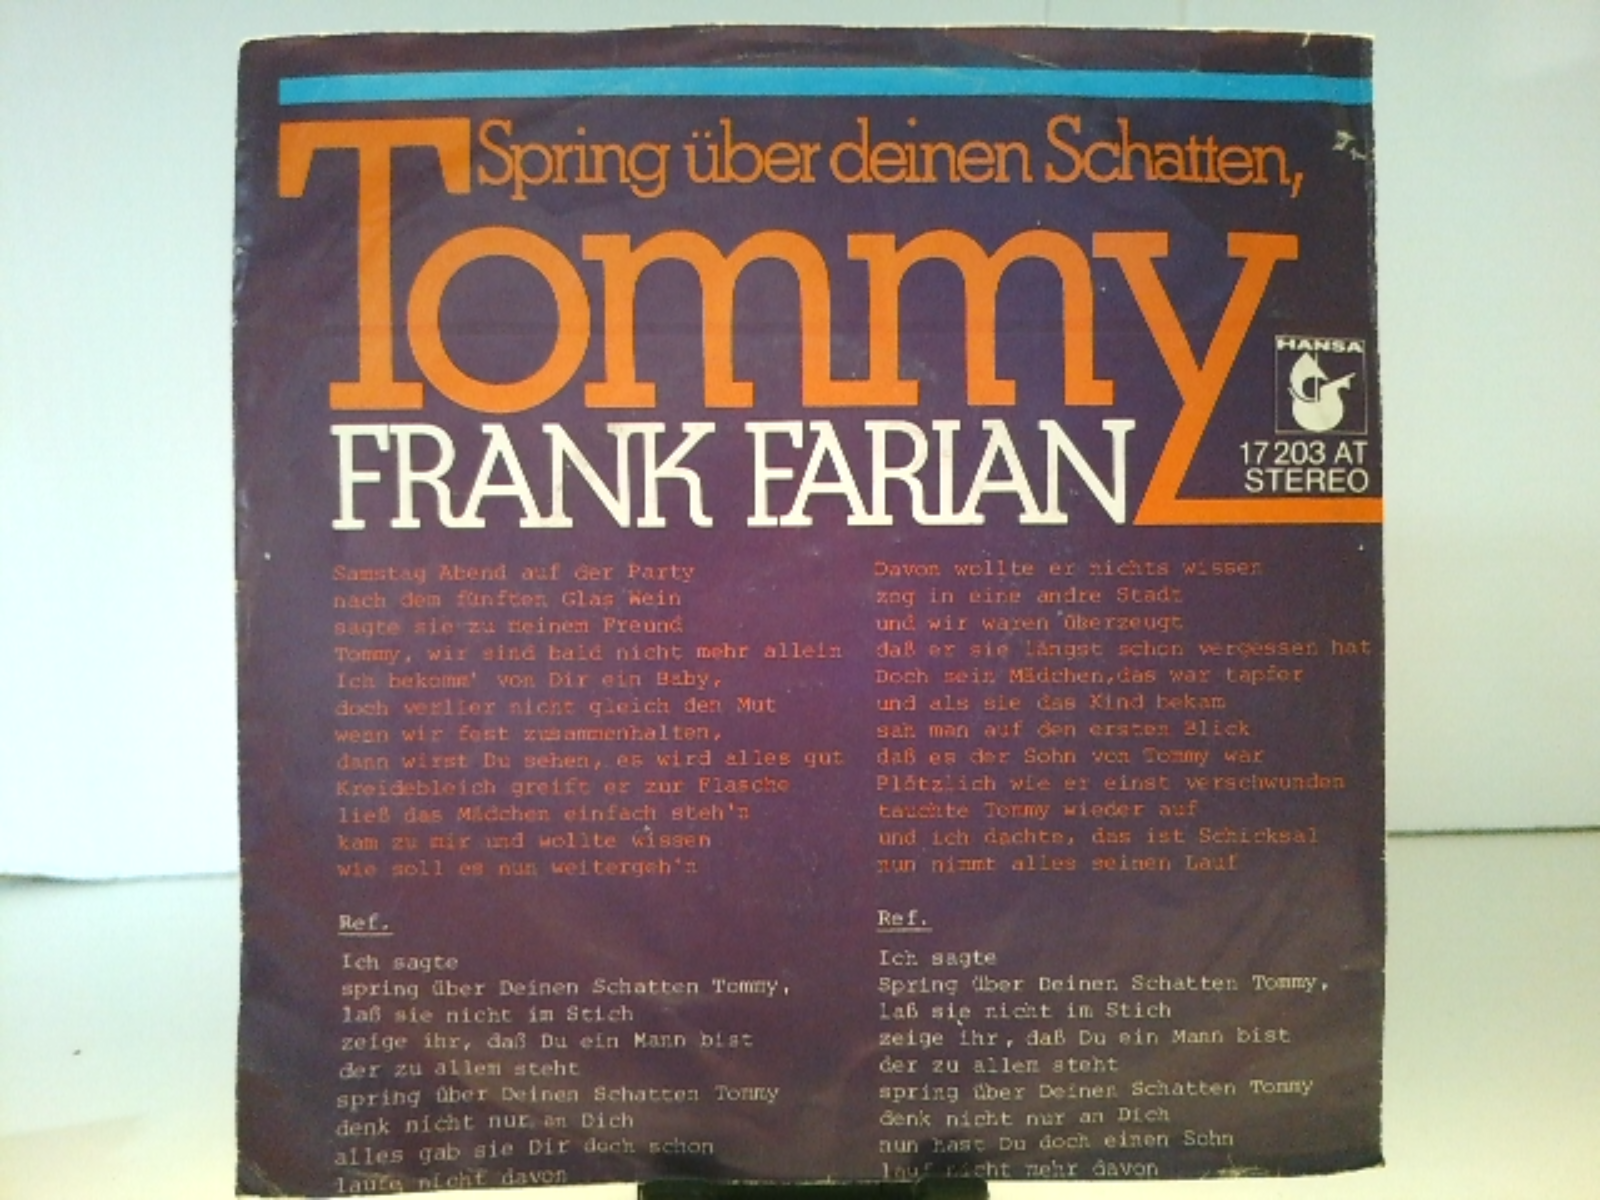 Spring über deinen Schatten,
Tommy
FRANK FARIAN
HANSA
17 203 AT
STEREO
Samstag Abend auf der Party
nach dem fünften Glas Wein
sagte sie zu meinem Freund
Tommy, wir sind bald nicht mehr allein
Ich bekomm' von Dir ein Baby,
doch verlier nicht gleich den Mut
wenn wir fest zusammenhalten,
dann wirst Du sehen, es wird alles gut
Kreidebleich greift er zur Flasche
ließ das Mädchen einfach steh'n
kam zu mir und wollte wissen
wie soll es nun weitergeh'n
Ref.
Ich sagte
spring über Deinen Schatten Tommy,
laß sie nicht im Stich
zeige ihr, daß Du ein Mann bist
der zu allem steht
spring über Deinen Schatten Tommy
denk nicht nur an Dich
alles gab sie Dir doch schon
laufe nicht davon
Davon wollte er nichts wissen
zog in eine andre Stadt
und wir waren überzeugt
daß er sie längst schon vergessen hat
Doch sein Mädchen,das war tapfer
und als sie das Kind bekam
sah man auf den ersten Blick
daß es der Sohn von Tommy war
Plötzlich wie er einst verschwunden
tauchte Tommy wieder auf
und ich dachte, das ist Schicksal
nun nimmt alles seinen Lauf
Ref.
Ich sagte
Spring über Deinen Schatten Tommy,
laß sie nicht im Stich
zeige ihr, daß Du ein Mann bist
der zu allem steht
spring über Deinen Schatten Tommy
denk nicht nur an Dich
nun hast Du doch einen Sohn
lauf nicht mehr davon